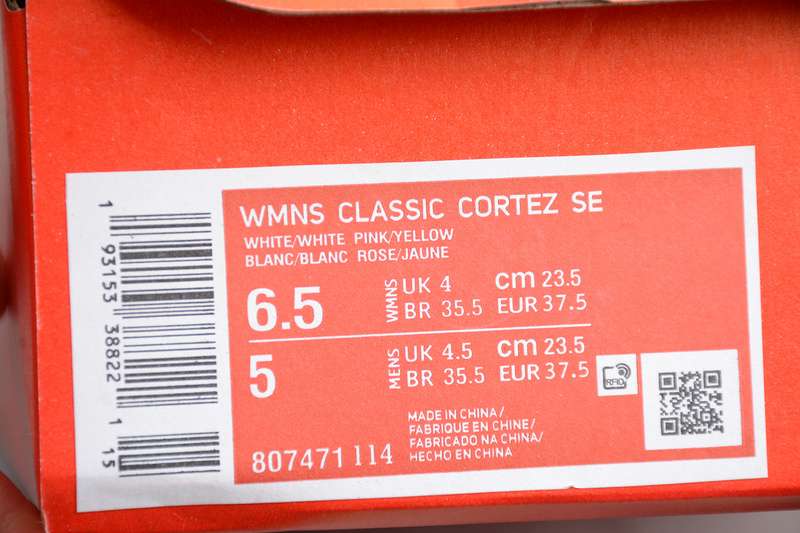 WMNS CLASSIC CORTEZ SE
WHITE/WHITE PINK/YELLOW
BLANC/BLANC ROSE/JAUNE
6.5
WMNS
UK 4 cm 23.5
BR 35.5 EUR 37.5
5
MENS
UK 4.5 cm 23.5
BR 35.5 EUR 37.5
RFID
MADE IN CHINA/
FABRIQUE EN CHINE/
FABRICADO NA CHINA/
HECHO EN CHINA
807471 114
1 93153 38822 1 15